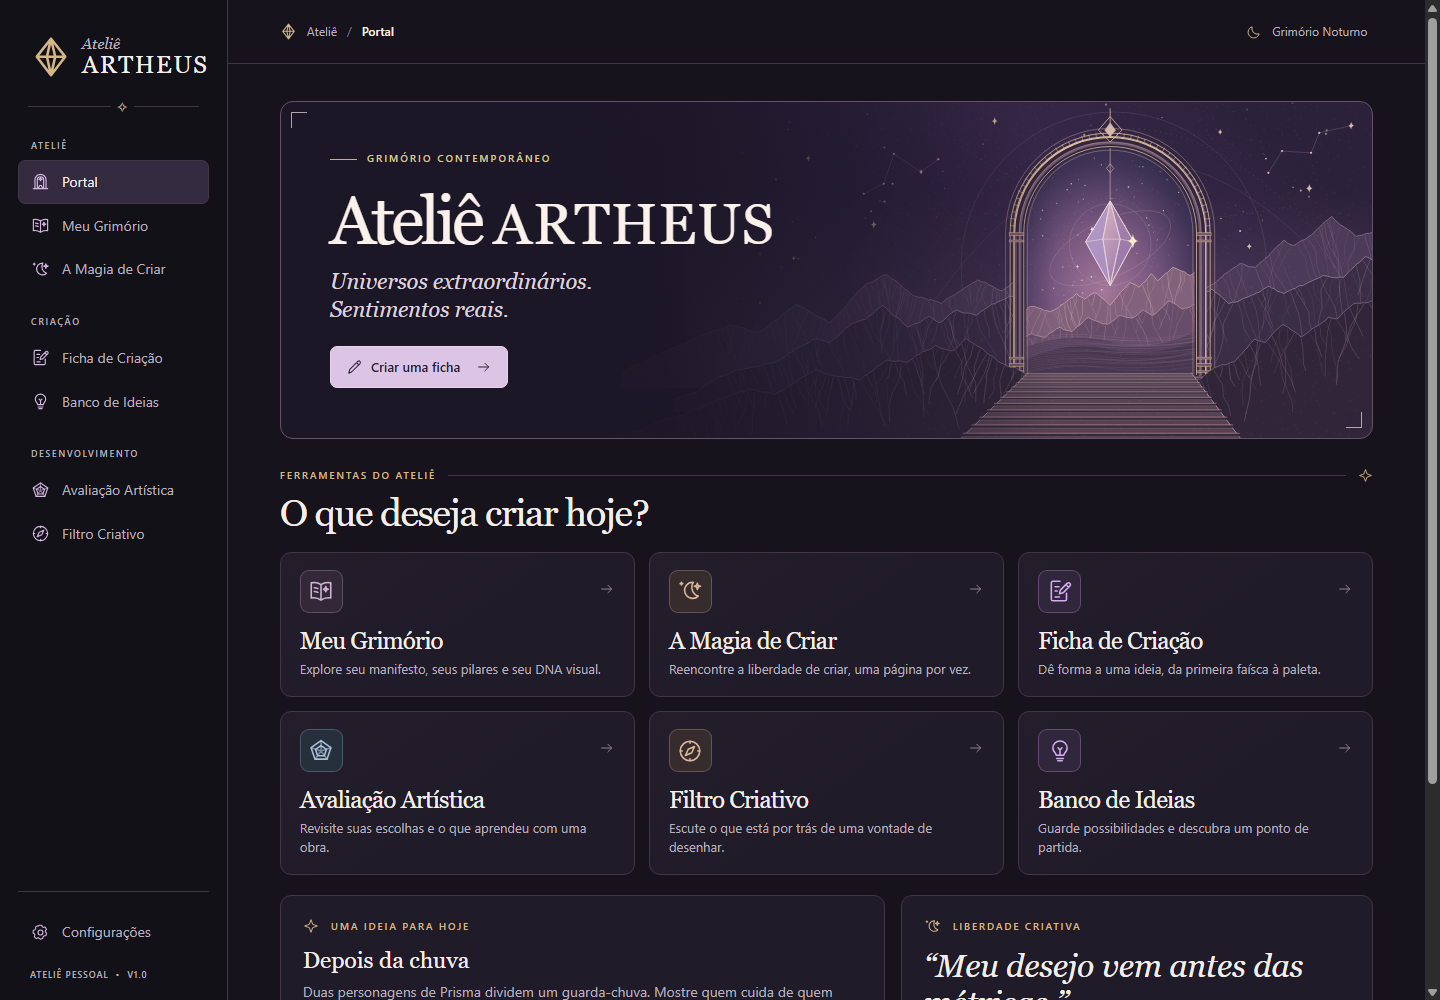 Ateliê
ARTHEUS
ATELIÊ
Portal
Meu Grimório
A Magia de Criar
CRIAÇÃO
Ficha de Criação
Banco de Ideias
DESENVOLVIMENTO
Avaliação Artística
Filtro Criativo
Configurações
ATELIÊ PESSOAL • V1.0
Ateliê / Portal
Grimório Noturno
GRIMÓRIO CONTEMPORÂNEO
Ateliê ARTHEUS
Universos extraordinários.
Sentimentos reais.
Criar uma ficha
FERRAMENTAS DO ATELIÊ
O que deseja criar hoje?
Meu Grimório
Explore seu manifesto, seus pilares e seu DNA visual.
A Magia de Criar
Reencontre a liberdade de criar, uma página por vez.
Ficha de Criação
Dê forma a uma ideia, da primeira faísca à paleta.
Avaliação Artística
Revisite suas escolhas e o que aprendeu com uma
obra.
Filtro Criativo
Escute o que está por trás de uma vontade de
desenhar.
Banco de Ideias
Guarde possibilidades e descubra um ponto de
partida.
UMA IDEIA PARA HOJE
Depois da chuva
Duas personagens de Prisma dividem um guarda-chuva. Mostre quem cuida de quem
LIBERDADE CRIATIVA
“Meu desejo vem antes das
métricas.”